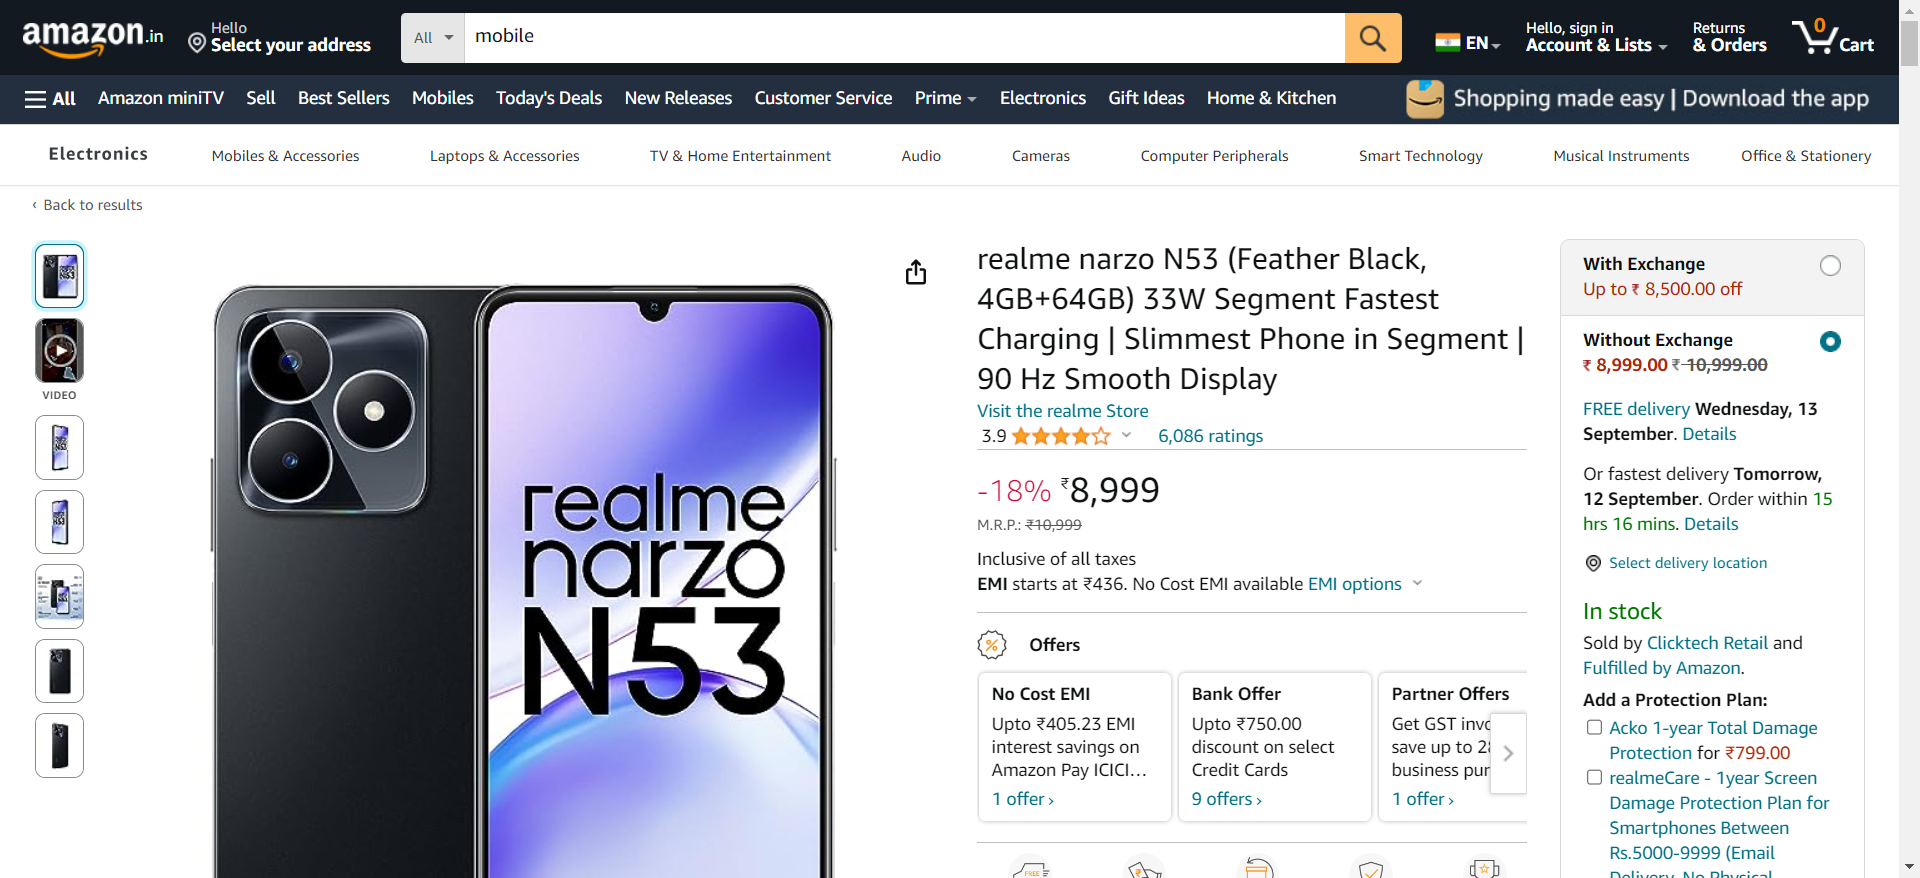 amazon.in
Hello
Select your address
All
mobile
EN
Hello, sign in
Account & Lists
Returns
& Orders
0
Cart
All
Amazon miniTV
Sell
Best Sellers
Mobiles
Today's Deals
New Releases
Customer Service
Prime
Electronics
Gift Ideas
Home & Kitchen
Shopping made easy | Download the app
Electronics
Mobiles & Accessories
Laptops & Accessories
TV & Home Entertainment
Audio
Cameras
Computer Peripherals
Smart Technology
Musical Instruments
Office & Stationery
‹ Back to results
VIDEO
realme
narzo
N53
realme narzo N53 (Feather Black,
4GB+64GB) 33W Segment Fastest
Charging | Slimmest Phone in Segment |
90 Hz Smooth Display
Visit the realme Store
3.9
6,086 ratings
-18% ₹8,999
M.R.P.: ₹10,999
Inclusive of all taxes
EMI starts at ₹436. No Cost EMI available EMI options
Offers
No Cost EMI
Upto ₹405.23 EMI
interest savings on
Amazon Pay ICICI…
1 offer ›
Bank Offer
Upto ₹750.00
discount on select
Credit Cards
9 offers ›
Partner Offers
Get GST invo
save up to 28
business pur
1 offer ›
FREE
With Exchange
Up to ₹ 8,500.00 off
Without Exchange
₹ 8,999.00 ₹ 10,999.00
FREE delivery Wednesday, 13
September. Details
Or fastest delivery Tomorrow,
12 September. Order within 15
hrs 16 mins. Details
Select delivery location
In stock
Sold by Clicktech Retail and
Fulfilled by Amazon.
Add a Protection Plan:
Acko 1-year Total Damage
Protection for ₹799.00
realmeCare - 1year Screen
Damage Protection Plan for
Smartphones Between
Rs.5000-9999 (Email
Delivery, No Physical